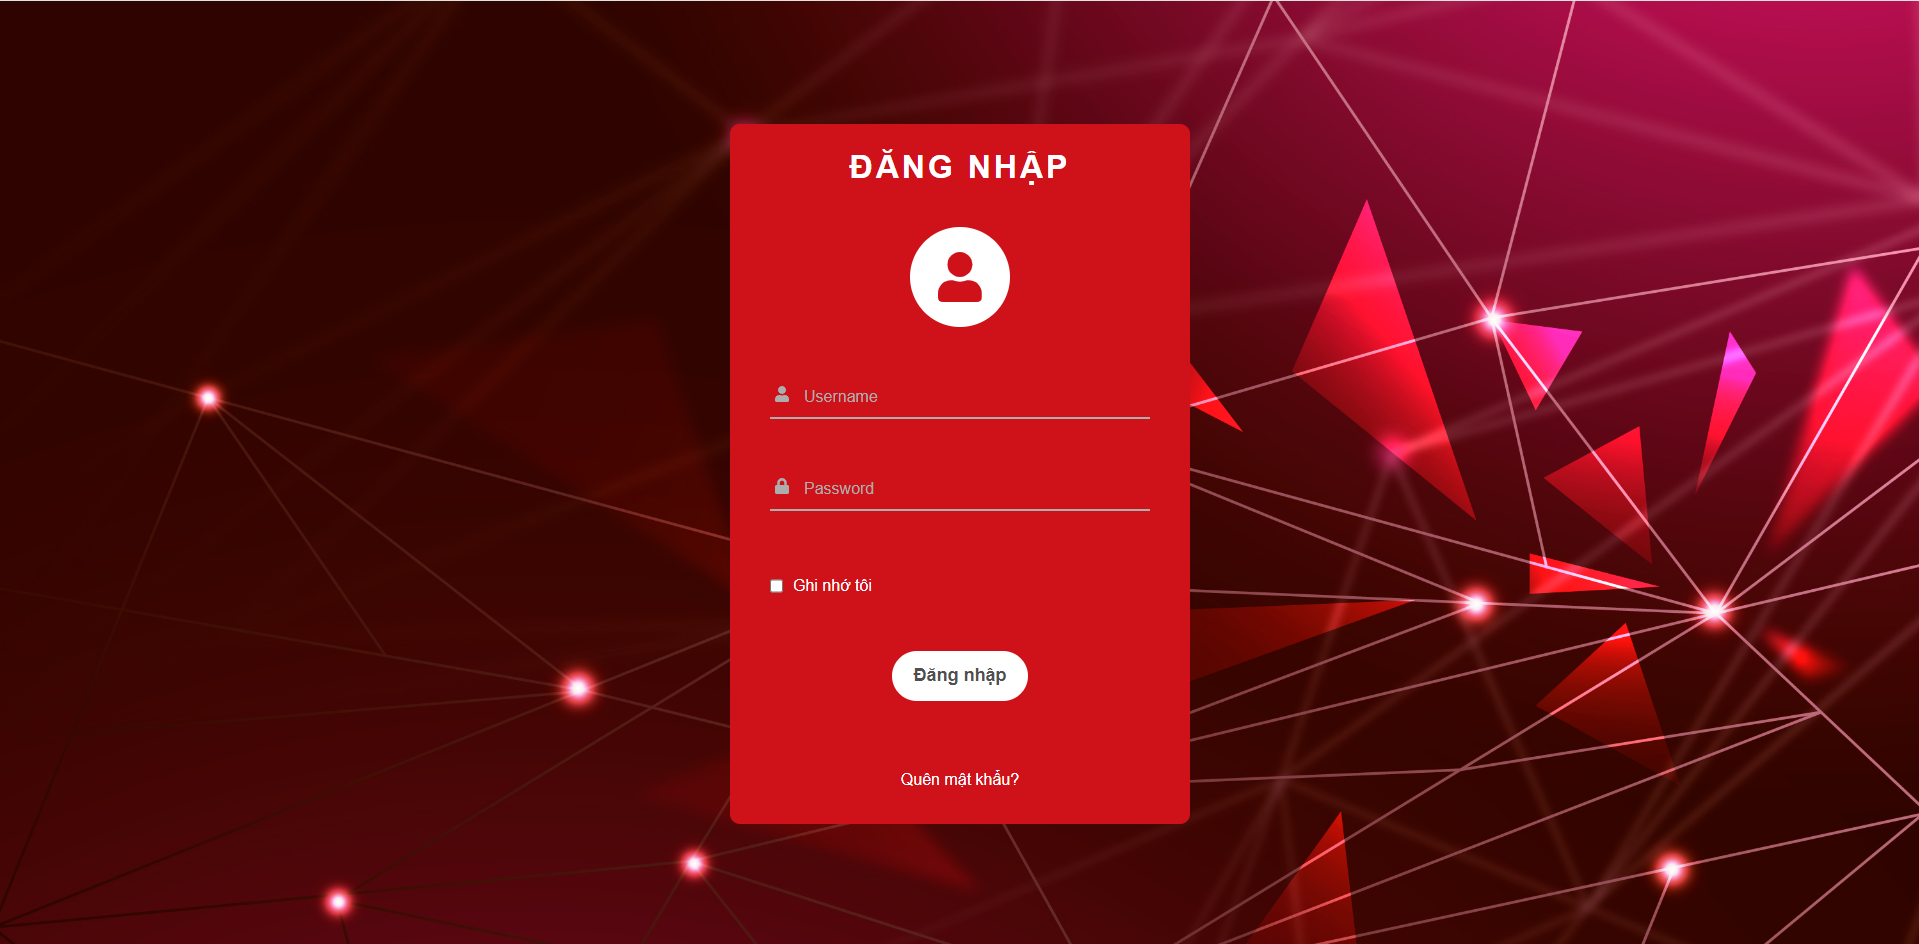 ĐĂNG NHẬP
Username
Password
Ghi nhớ tôi
Đăng nhập
Quên mật khẩu?